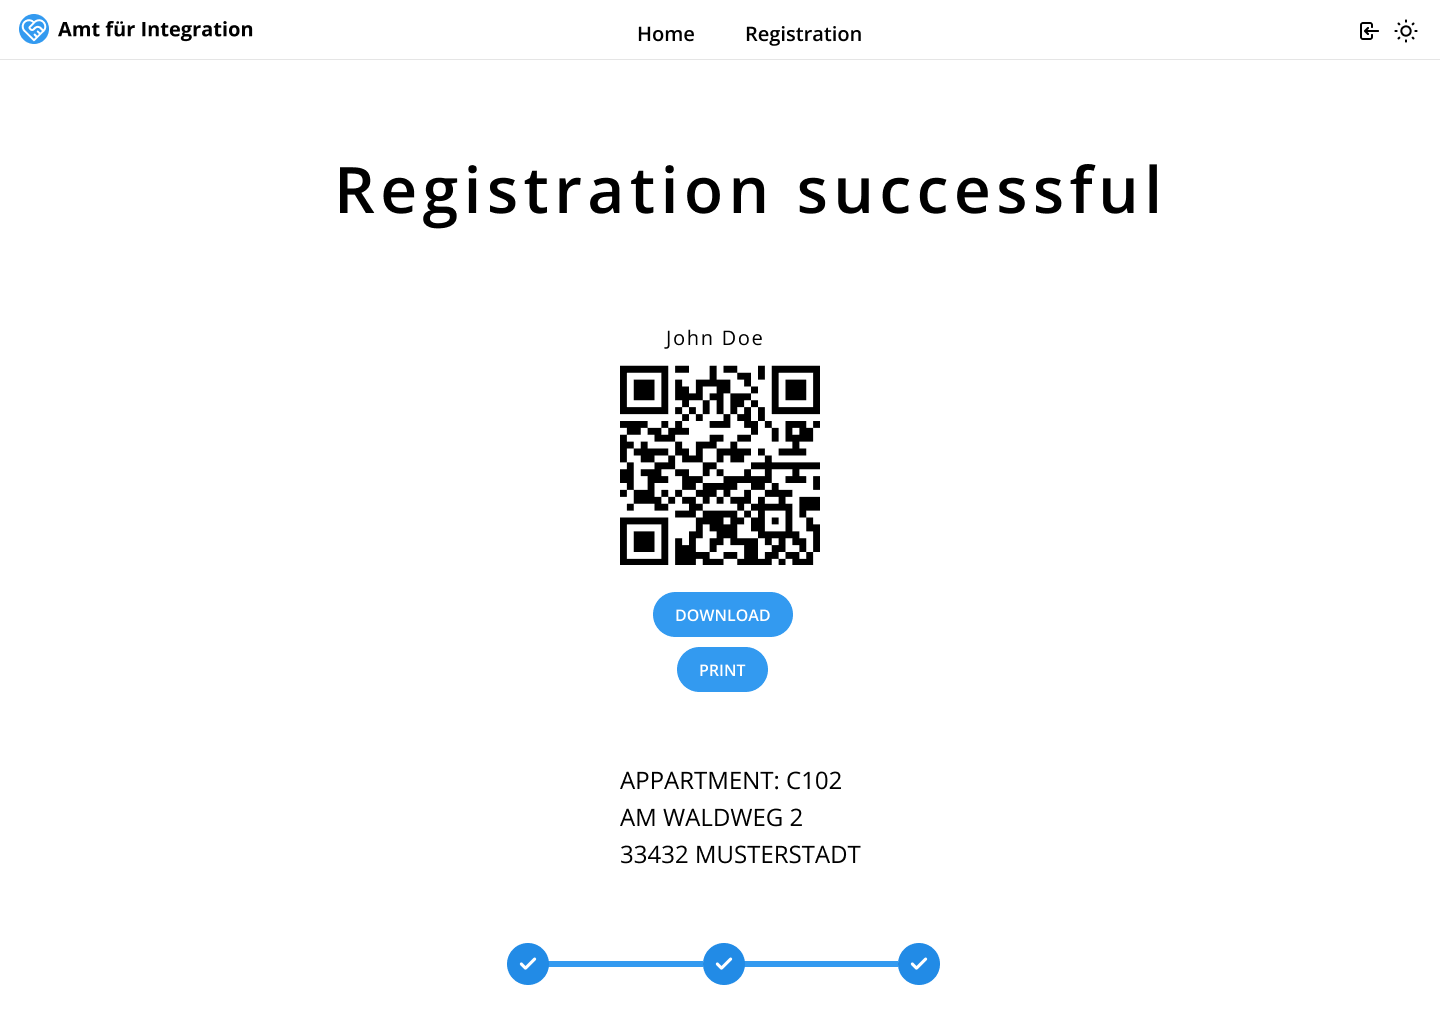 Amt für Integration
Home
Registration
Registration successful
John Doe
DOWNLOAD
PRINT
APPARTMENT: C102
AM WALDWEG 2
33432 MUSTERSTADT